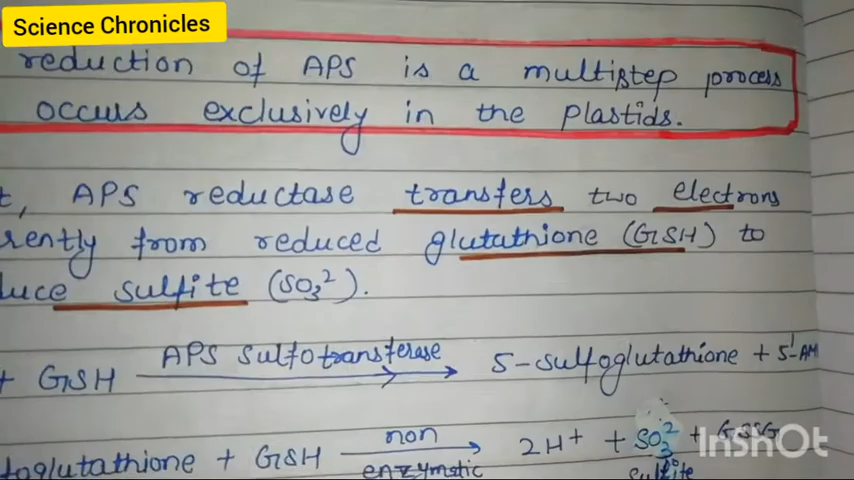 Science Chronicles
reduction of APS is a multistep process
occurs exclusively in the plastids.
t, APS reductase transfers two electrons
rently from reduced glutathione (GSH) to
duce sulfite (SO₃²).
+ GSH APS sulfotransferase → S-sulfoglutathione + 5'-AM
foglutathione + GSH non enzymatic → 2H⁺ + SO₃² + GSSG
sulfite
InShOt